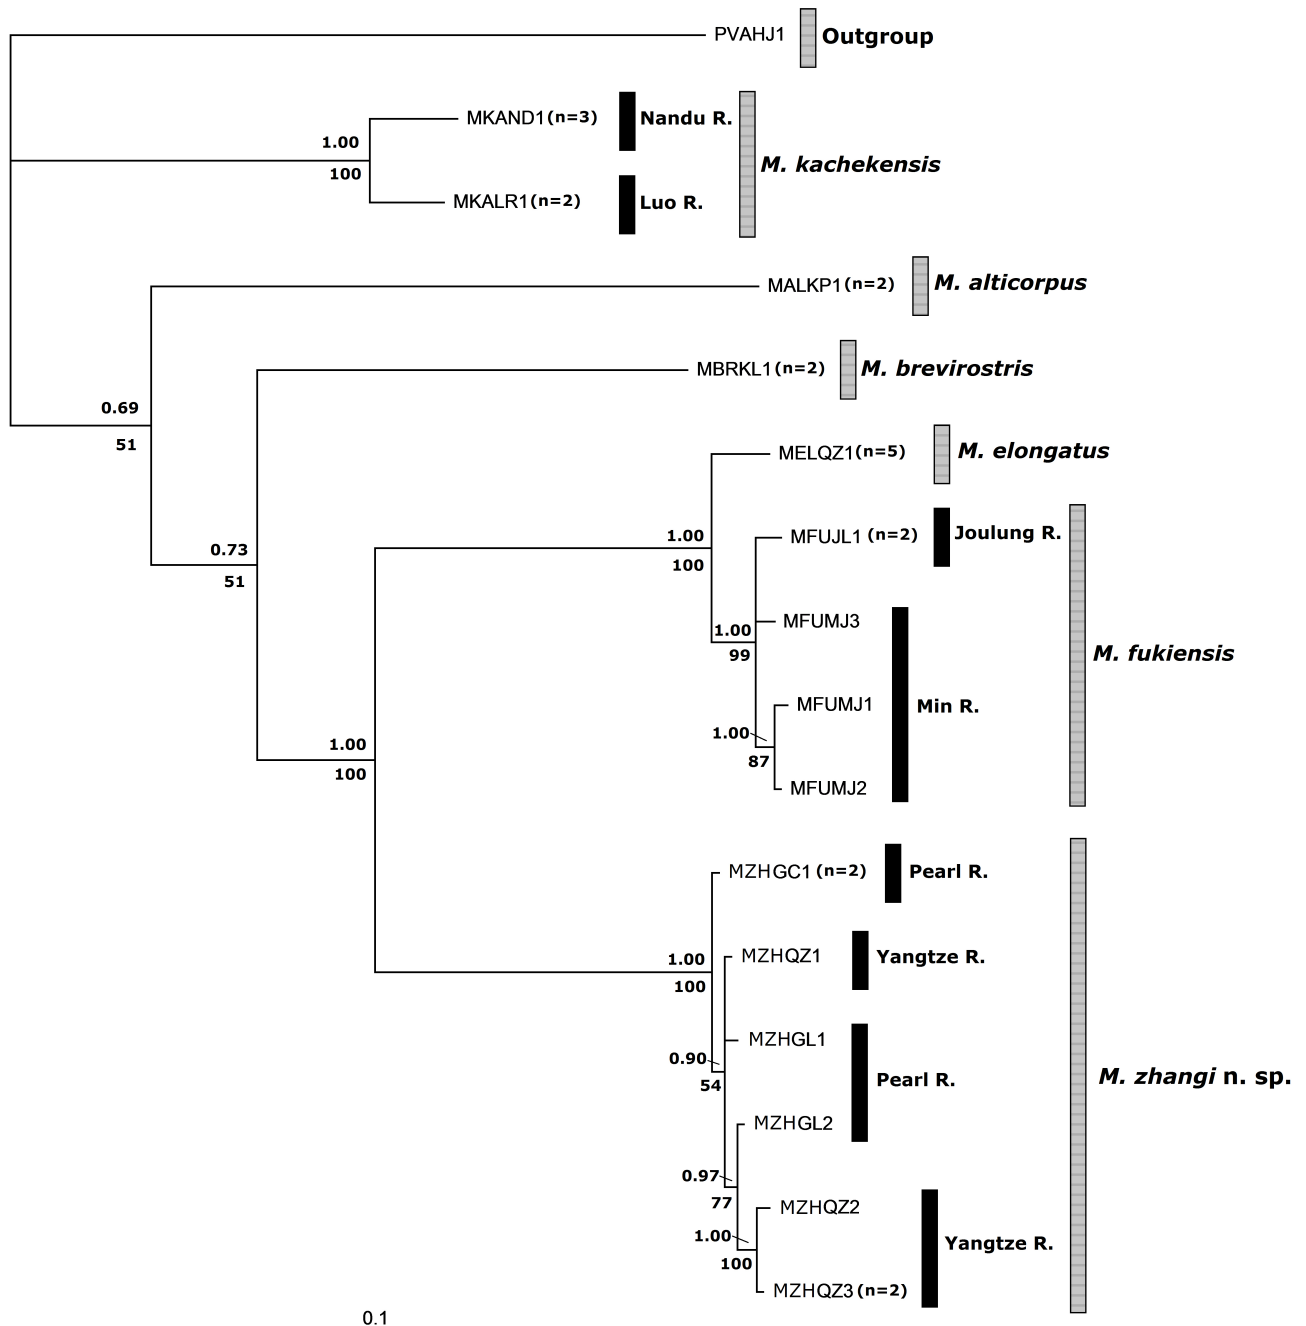 PVAHJ1 Outgroup
MKAND1(n=3) Nandu R.
1.00
100
M. kachekensis
MKALR1(n=2) Luo R.
MALKP1(n=2) M. alticorpus
MBRKL1(n=2) M. brevirostris
0.69
51
MELQZ1(n=5) M. elongatus
MFUJL1 (n=2) Joulung R.
1.00
100
0.73
51
MFUMJ3
1.00
99
M. fukiensis
MFUMJ1 Min R.
1.00
87
1.00
100
MFUMJ2
MZHGC1 (n=2) Pearl R.
MZHQZ1 Yangtze R.
1.00
100
MZHGL1
0.90
54
Pearl R.
M. zhangi n. sp.
MZHGL2
0.97
77
MZHQZ2
1.00
100
Yangtze R.
MZHQZ3(n=2)
0.1